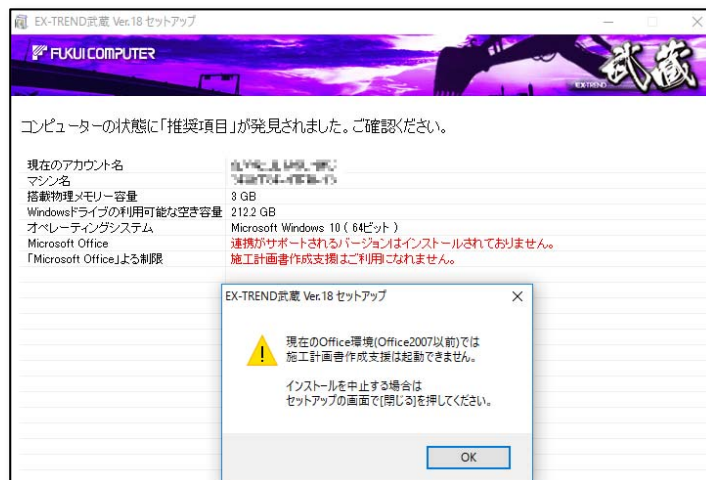 EX-TREND武蔵 Ver.18 セットアップ
FUKUI COMPUTER
EX-TREND 武蔵
コンピューターの状態に「推奨項目」が発見されました。ご確認ください。
現在のアカウント名
マシン名
搭載物理メモリー容量 3 GB
Windowsドライブの利用可能な空き容量 212.2 GB
オペレーティングシステム Microsoft Windows 10 ( 64ビット )
Microsoft Office 連携がサポートされるバージョンはインストールされておりません。
「Microsoft Office」よる制限 施工計画書作成支援はご利用になれません。
EX-TREND武蔵 Ver.18 セットアップ
現在のOffice環境(Office2007以前)では
施工計画書作成支援は起動できません。
インストールを中止する場合は
セットアップの画面で[閉じる]を押してください。
OK